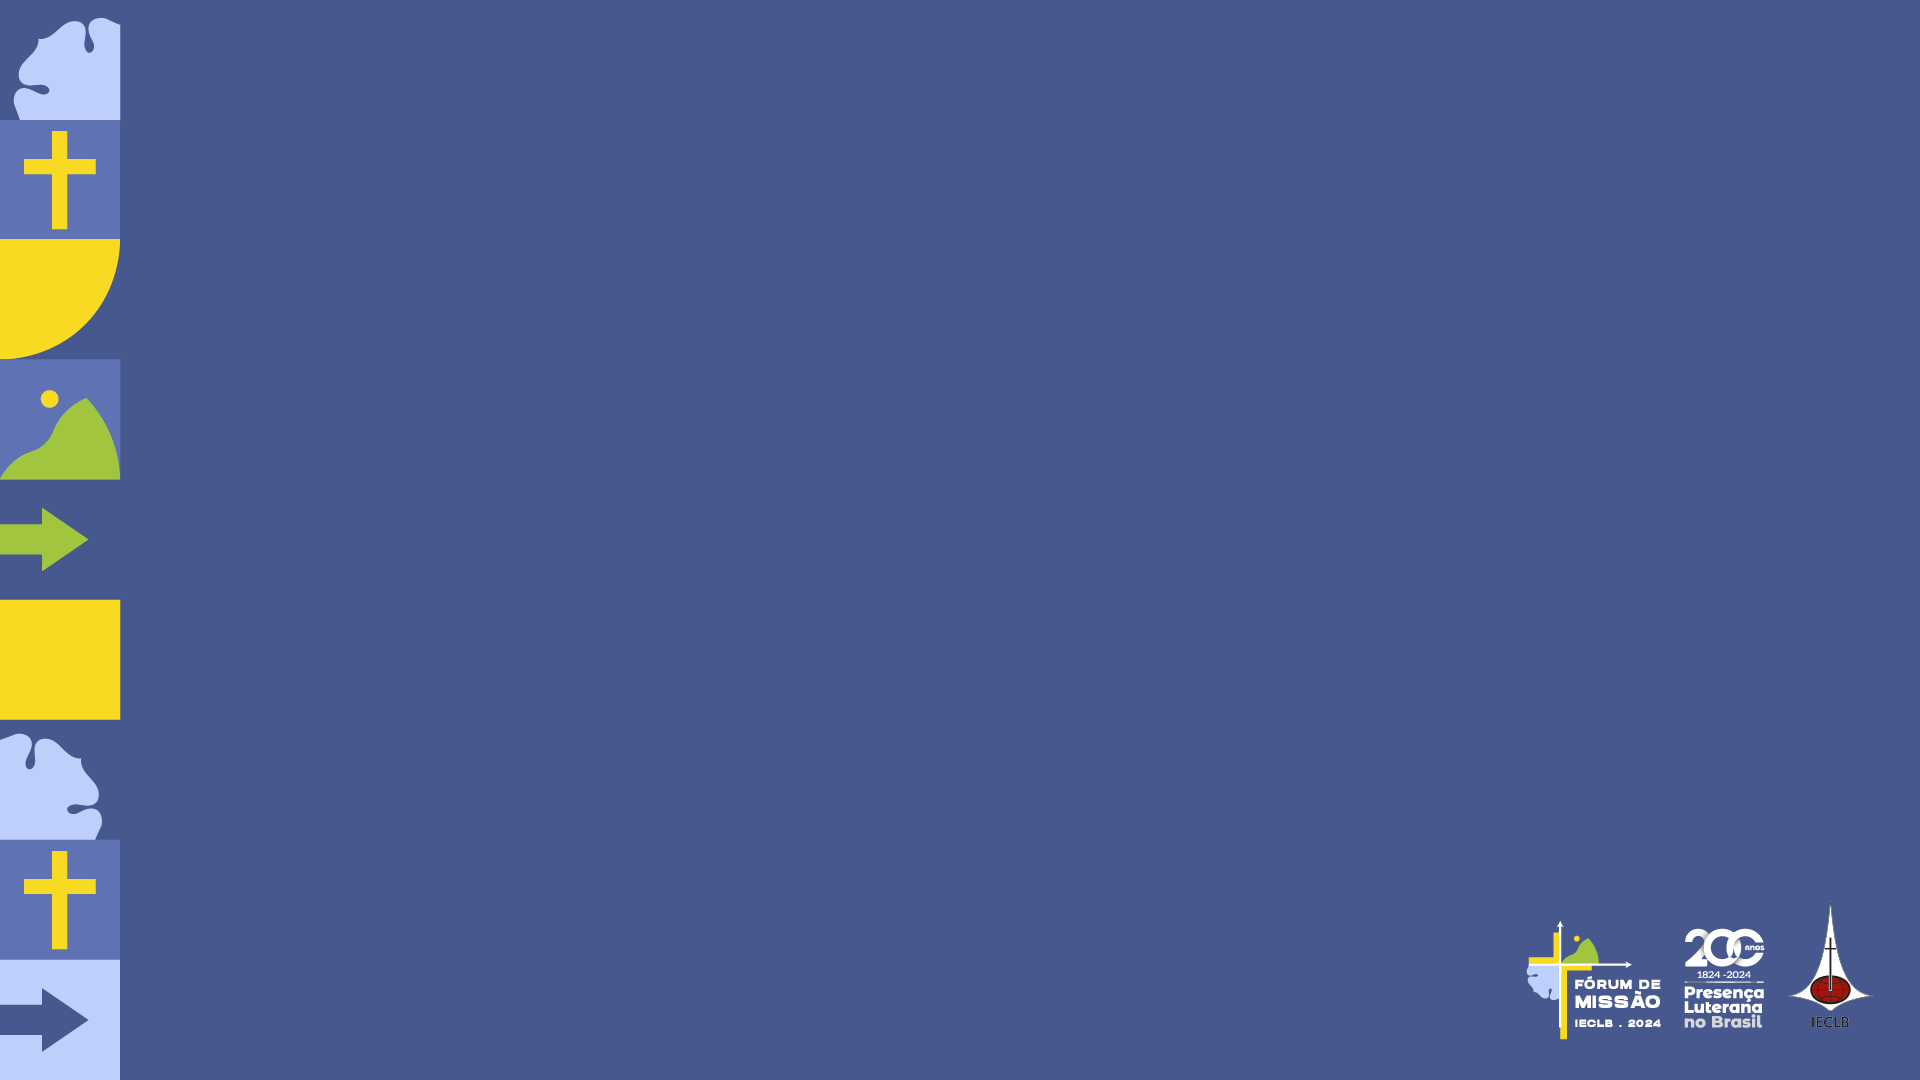 FÓRUM DE
MISSÃO
IECLB . 2024
200 anos
1824 -2024
Presença
Luterana
no Brasil
IECLB